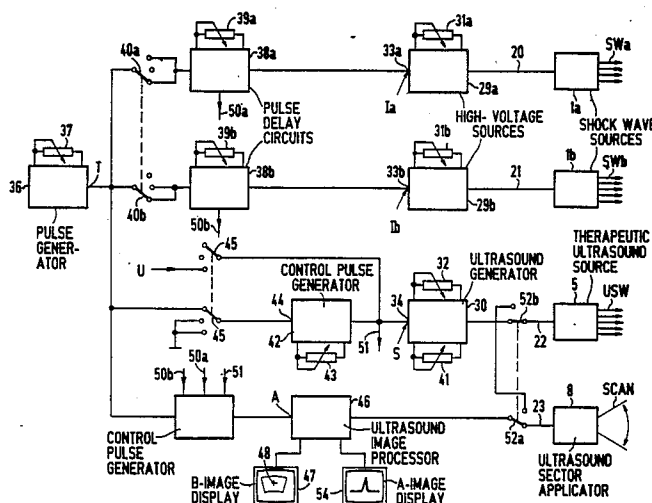 39a
31a
40a
38a
33a
20
SWa
50a
Ia
29a
1a
PULSE
DELAY
CIRCUITS
HIGH-VOLTAGE
SOURCES
SHOCK WAVE
SOURCES
37
39b
31b
T
38b
33b
21
1b
SWb
36
40b
50b
Ib
29b
PULSE
GENER-
ATOR
45
U
CONTROL PULSE
GENERATOR
32
ULTRASOUND
GENERATOR
THERAPEUTIC
ULTRASOUND
SOURCE
44
34
30
52b
5
USW
45
42
51
S
22
43
41
50b
50a
51
A
46
52a
23
8
SCAN
CONTROL PULSE
GENERATOR
48
ULTRASOUND
IMAGE
PROCESSOR
ULTRASOUND
SECTOR
APPLICATOR
B-IMAGE
DISPLAY
47
54
A-IMAGE
DISPLAY